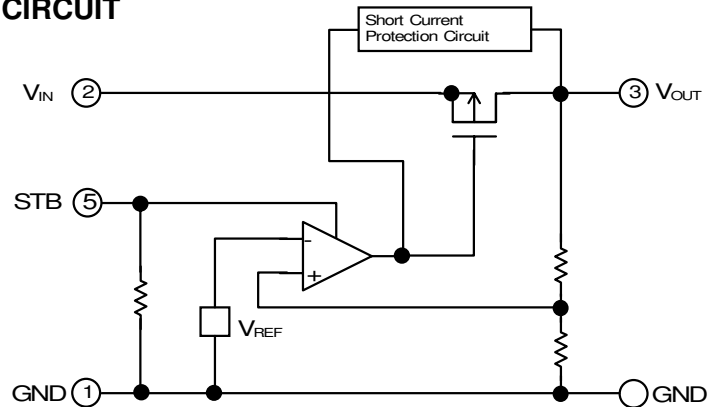 CIRCUIT
Short Current
Protection Circuit
VIN 2
3 VOUT
STB 5
-
+
VREF
GND 1
GND